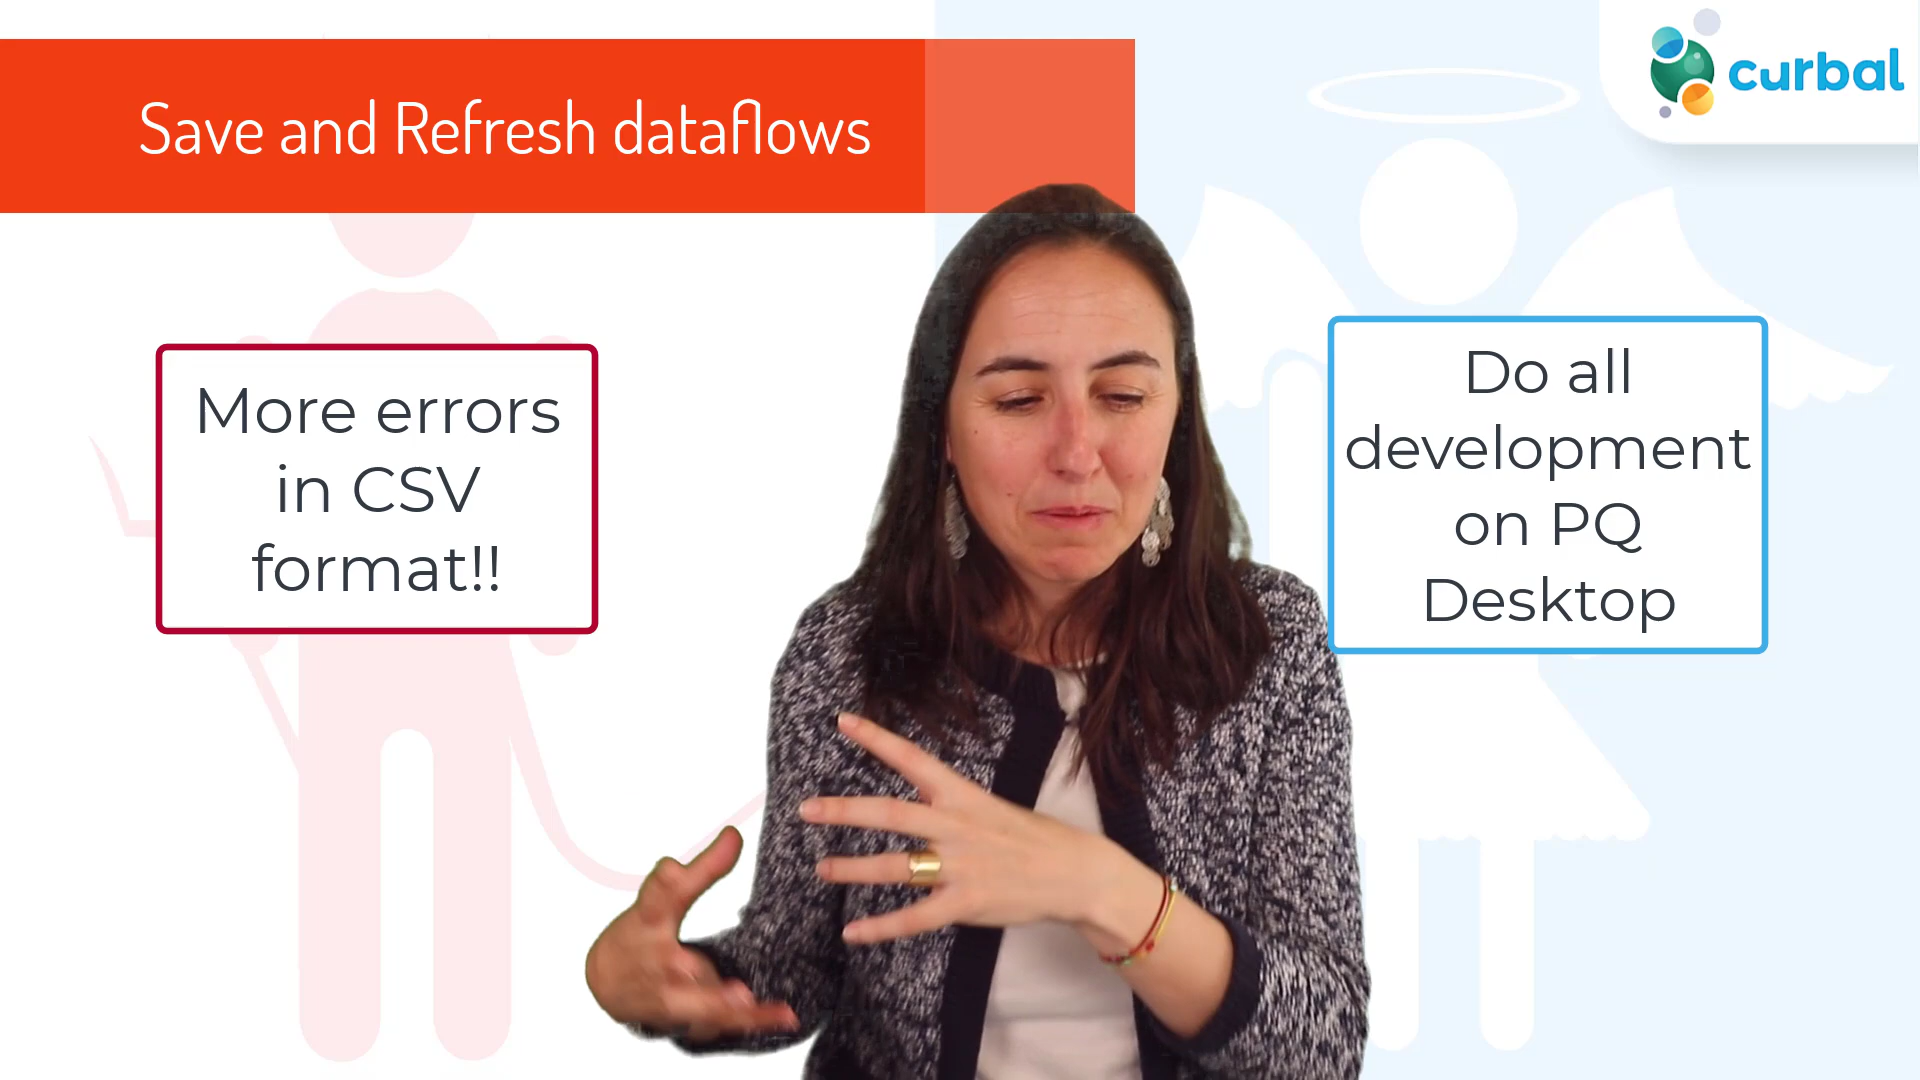 Save and Refresh dataflows
curbal
More errors
in CSV
format!!
Do all
development
on PQ
Desktop